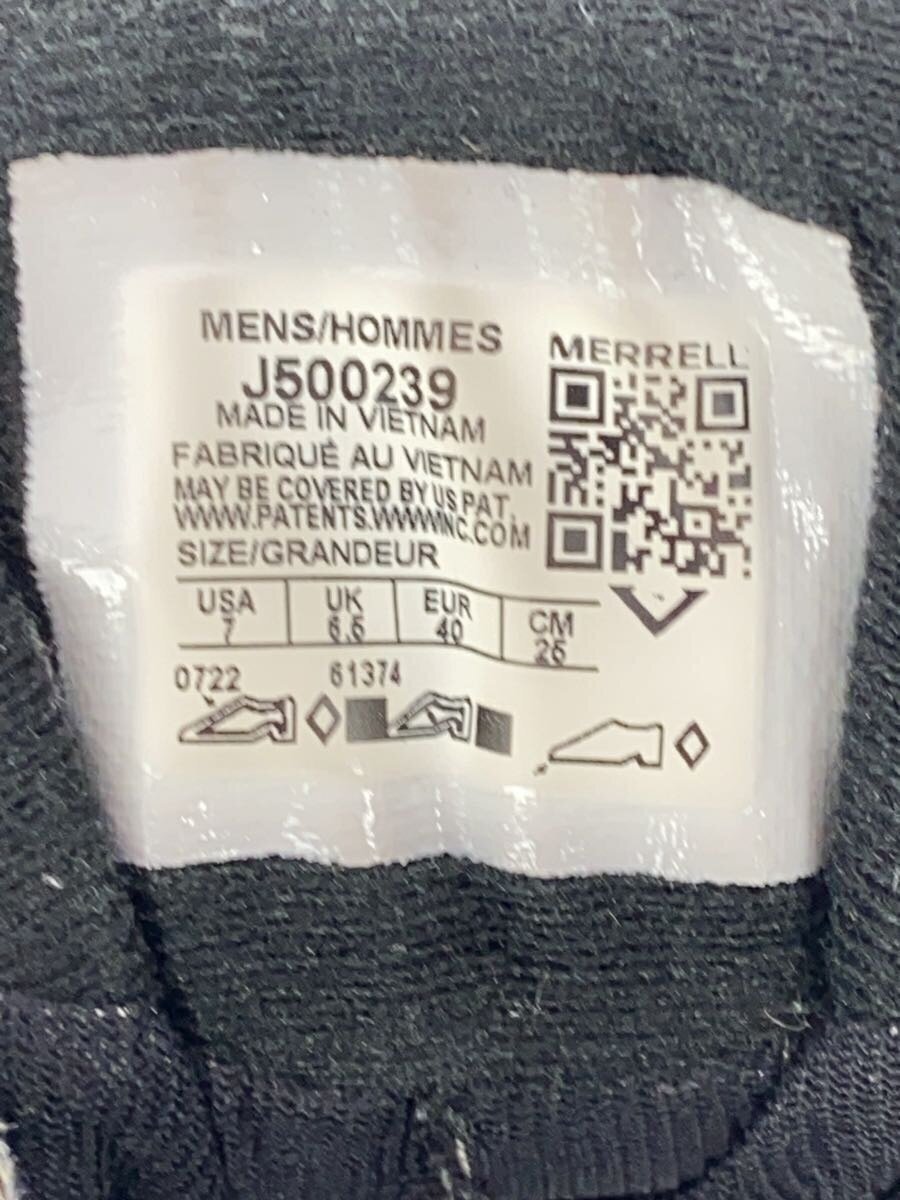 MENS/HOMMES
J500239
MADE IN VIETNAM
FABRIQUÉ AU VIETNAM
MAY BE COVERED BY US PAT.
WWW.PATENTS.WWWINC.COM
SIZE/GRANDEUR
USA UK EUR CM
7 6.5 40 25
0722 61374
MERRELL